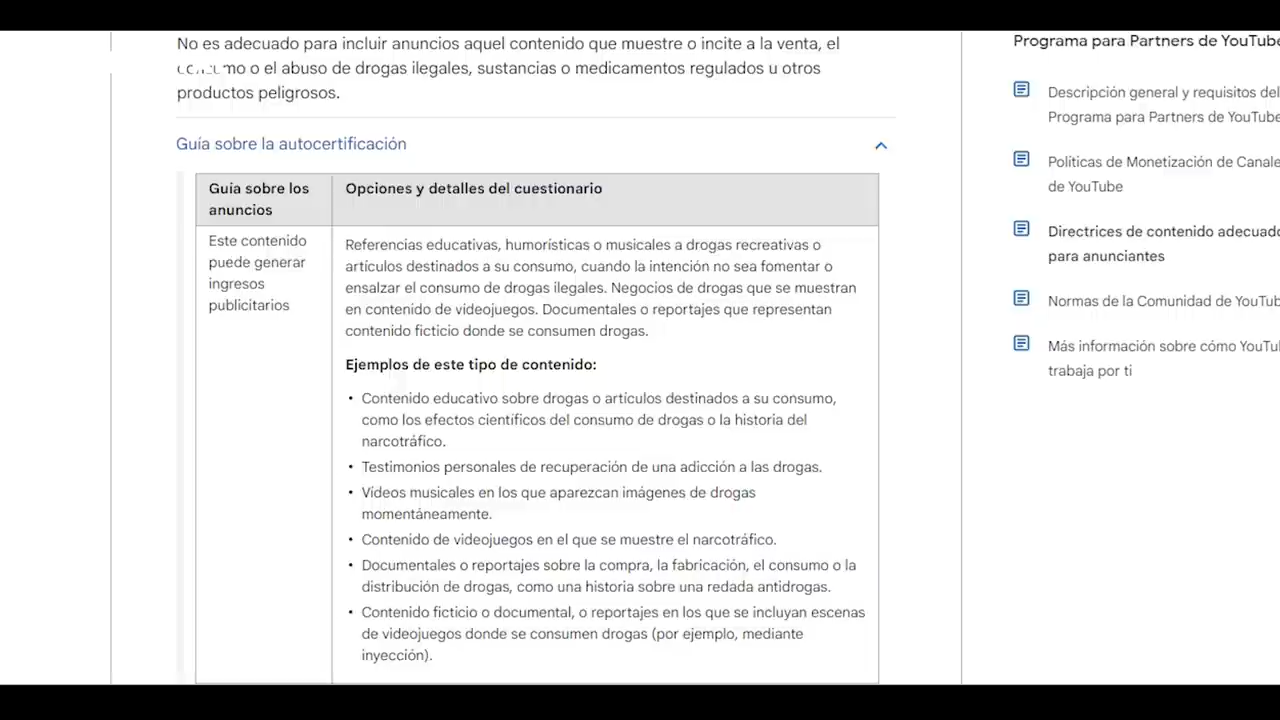 No es adecuado para incluir anuncios aquel contenido que muestre o incite a la venta, el
o el abuso de drogas ilegales, sustancias o medicamentos regulados u otros
productos peligrosos.
Guía sobre la autocertificación
Guía sobre los
anuncios
Opciones y detalles del cuestionario
Este contenido
puede generar
ingresos
publicitarios
Referencias educativas, humorísticas o musicales a drogas recreativas o
artículos destinados a su consumo, cuando la intención no sea fomentar o
ensalzar el consumo de drogas ilegales. Negocios de drogas que se muestran
en contenido de videojuegos. Documentales o reportajes que representan
contenido ficticio donde se consumen drogas.
Ejemplos de este tipo de contenido:
• Contenido educativo sobre drogas o artículos destinados a su consumo,
como los efectos científicos del consumo de drogas o la historia del
narcotráfico.
• Testimonios personales de recuperación de una adicción a las drogas.
• Vídeos musicales en los que aparezcan imágenes de drogas
momentáneamente.
• Contenido de videojuegos en el que se muestre el narcotráfico.
• Documentales o reportajes sobre la compra, la fabricación, el consumo o la
distribución de drogas, como una historia sobre una redada antidrogas.
• Contenido ficticio o documental, o reportajes en los que se incluyan escenas
de videojuegos donde se consumen drogas (por ejemplo, mediante
inyección).
Programa para Partners de YouTube
Descripción general y requisitos del
Programa para Partners de YouTube
Políticas de Monetización de Canale
de YouTube
Directrices de contenido adecuado
para anunciantes
Normas de la Comunidad de YouTub
Más información sobre cómo YouTu
trabaja por ti